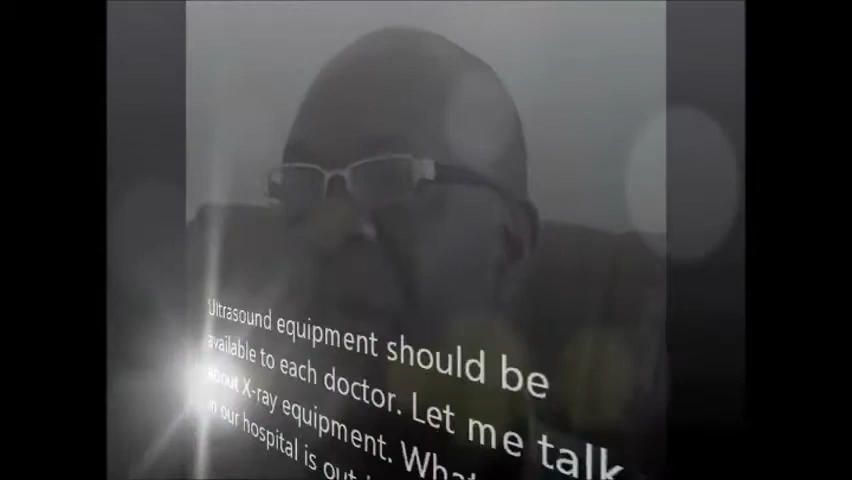 Ultrasound equipment should be
available to each doctor. Let me talk
about X-ray equipment. What
in our hospital is